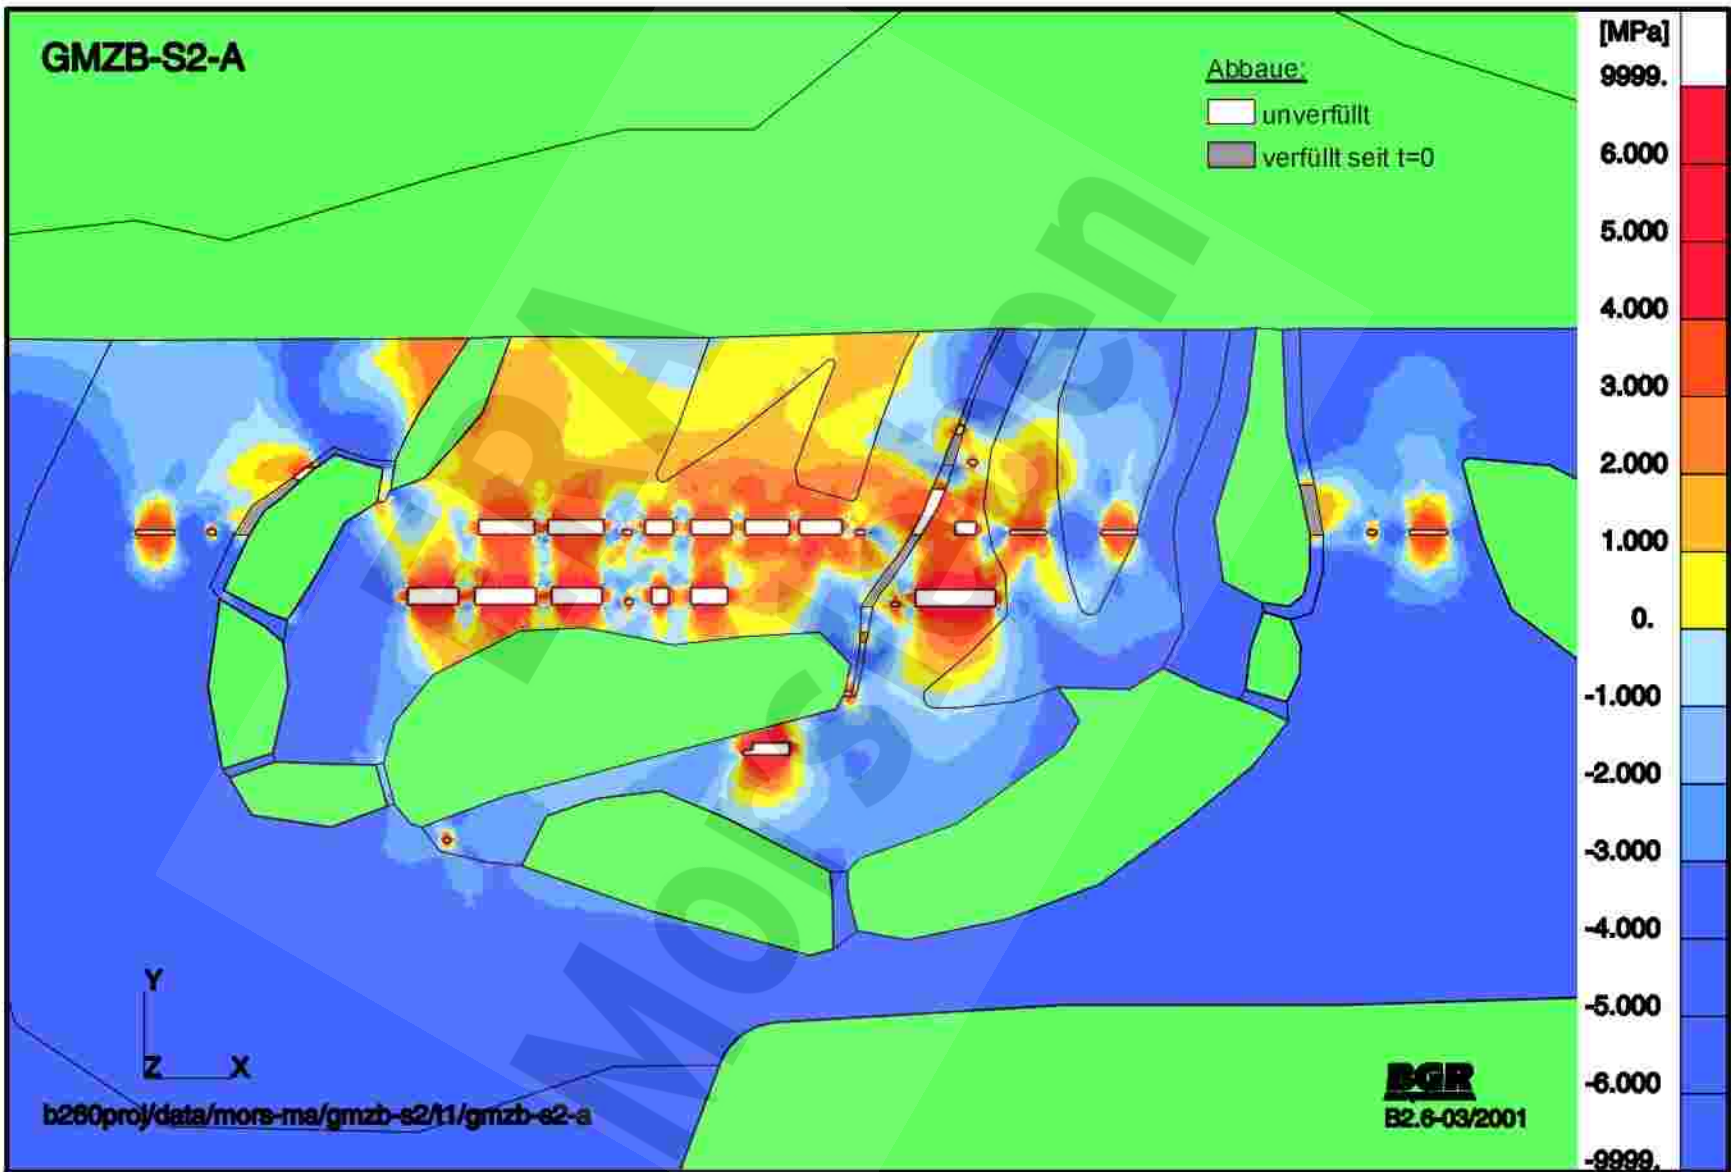 GMZB-S2-A
Abbaue:
unverfüllt
verfüllt seit t=0
[MPa]
9999.
6.000
5.000
4.000
3.000
2.000
1.000
0.
-1.000
-2.000
-3.000
-4.000
-5.000
-6.000
-9999.
ERA
Morsleben
Y
Z X
b260proj/data/mors-ma/gmzb-s2/t1/gmzb-s2-a
BGR
B2.6-03/2001